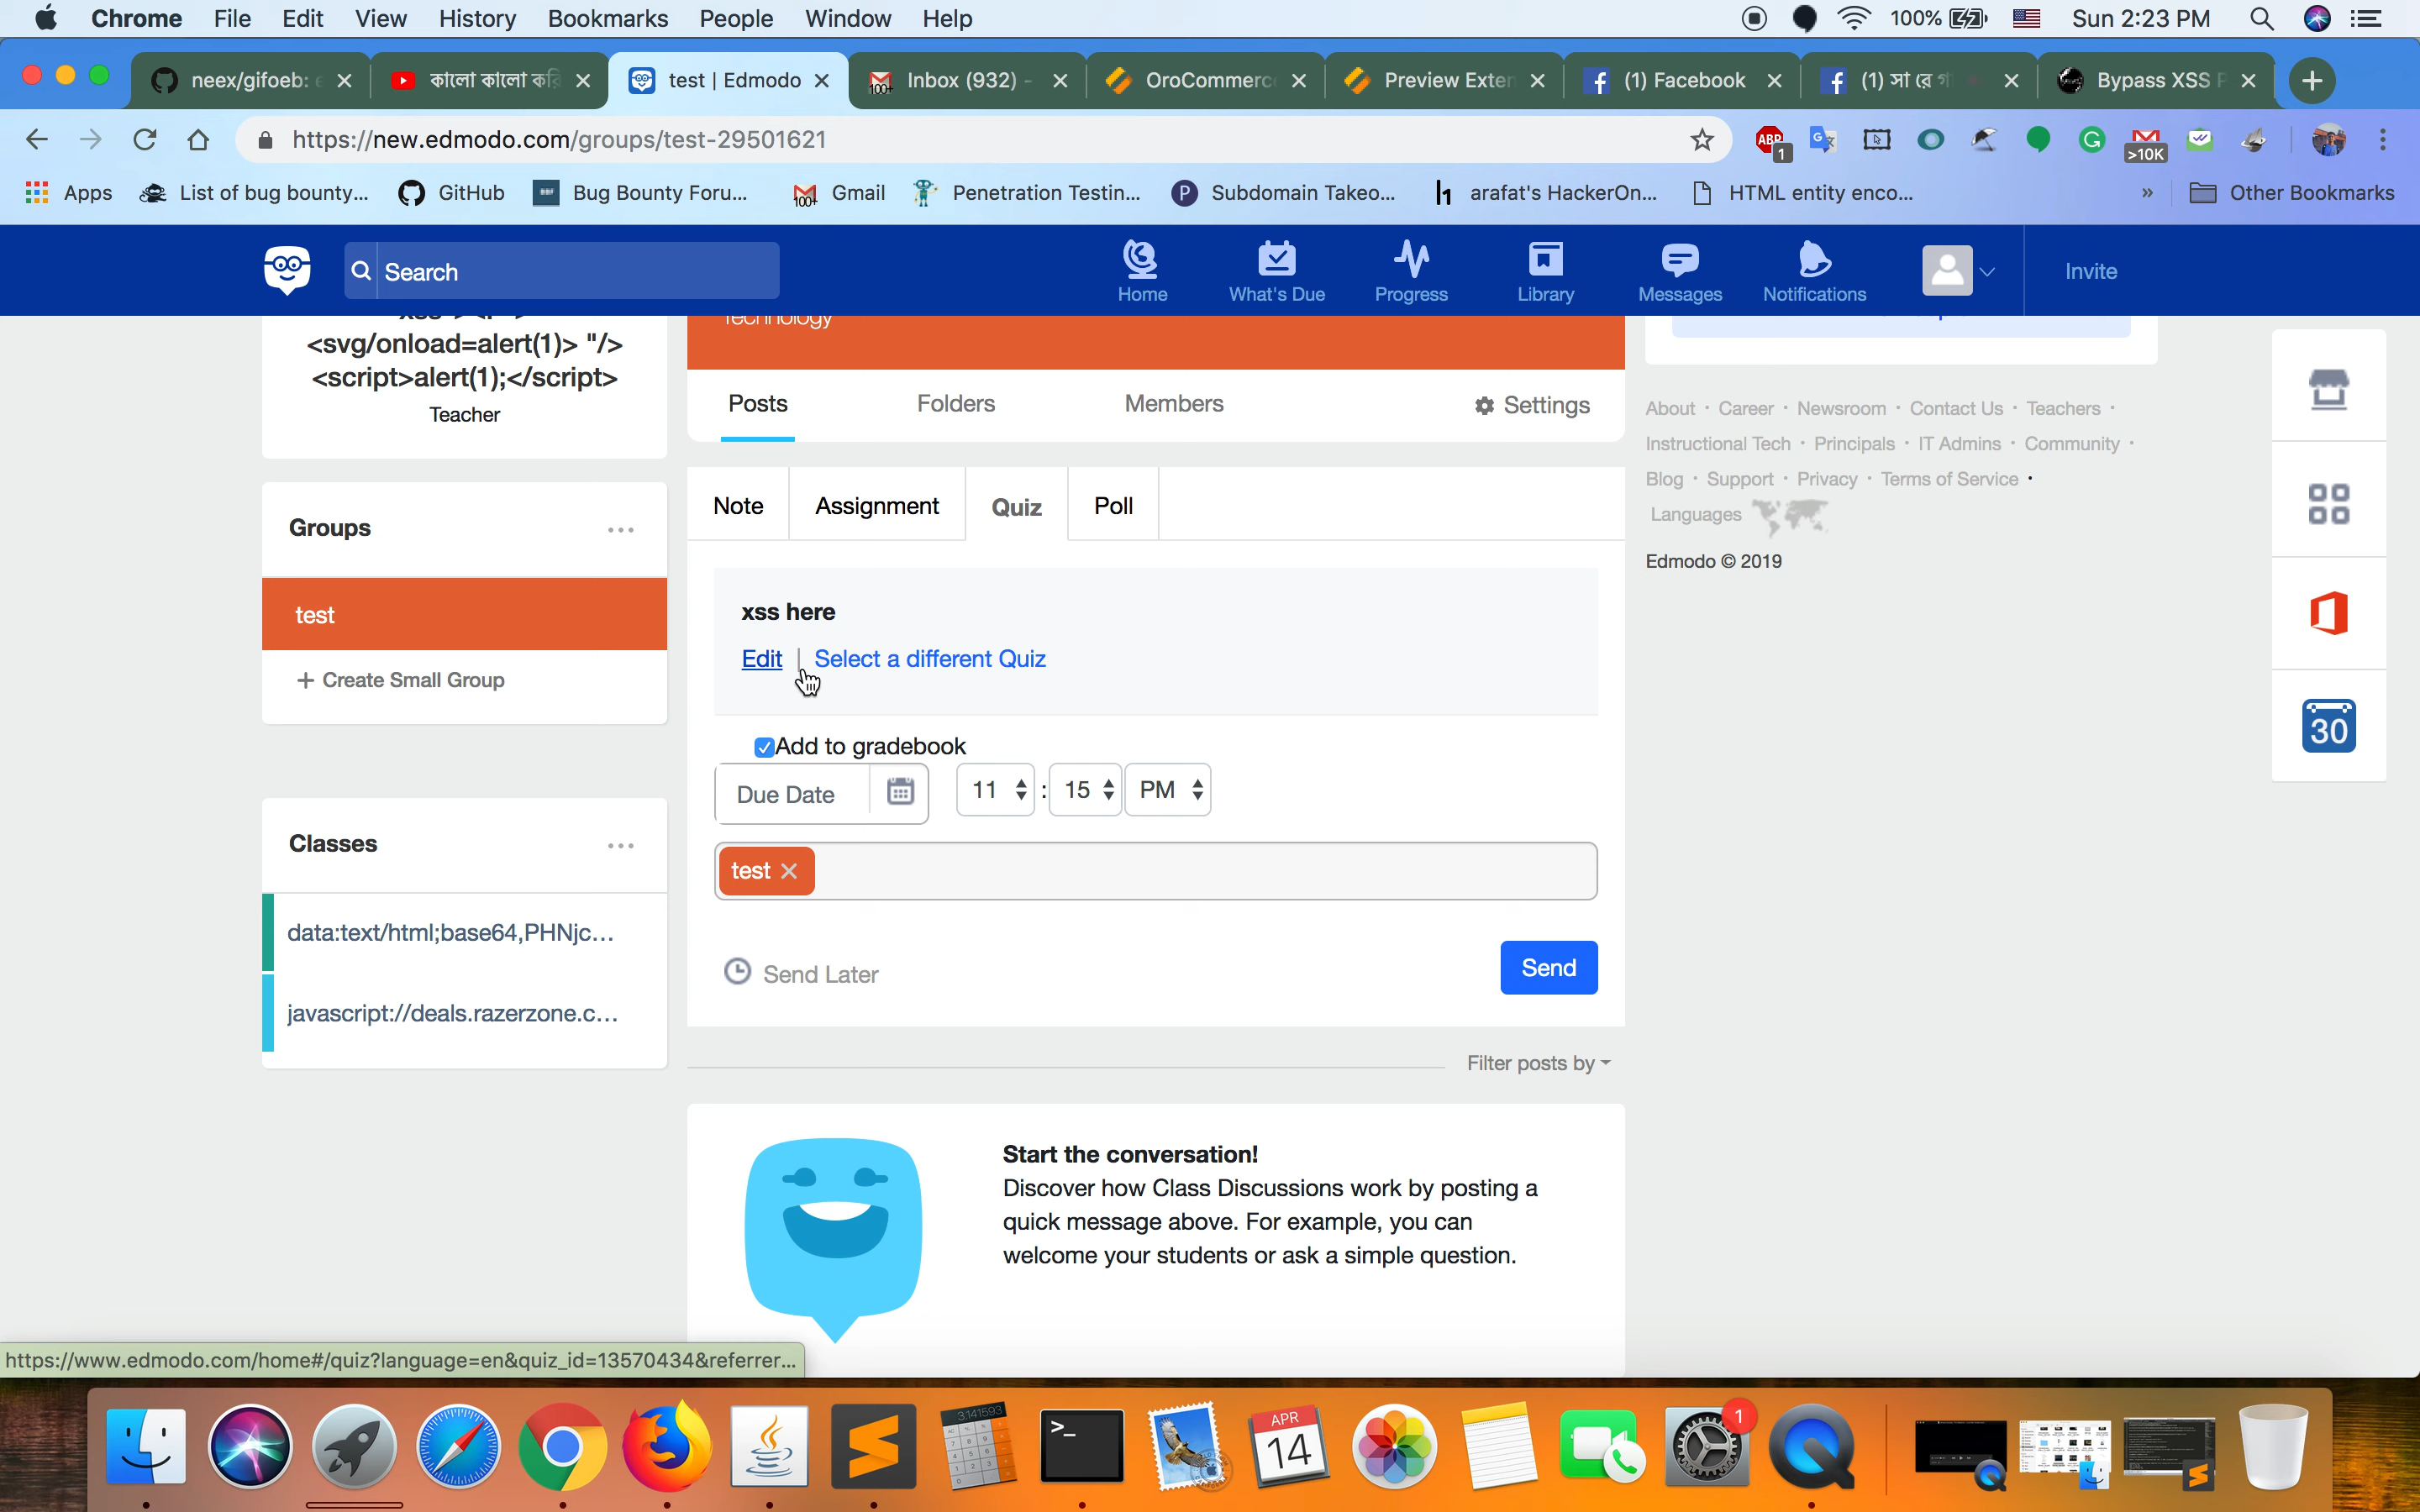 Chrome File Edit View History Bookmarks People Window Help 100% Sun 2:23 PM
neex/gifoeb: কালো কালো test | Edmodo Inbox (932) - OroCommerc Preview Exter (1) Facebook (1) সা রে Bypass XSS
https://new.edmodo.com/groups/test-29501621
ABP 1 >10K
Apps List of bug bounty... GitHub Bug Bounty Foru... Gmail Penetration Testin... Subdomain Takeo... arafat's HackerOn... HTML entity enco... » Other Bookmarks
Search Home What's Due Progress Library Messages Notifications Invite
<svg/onload=alert(1)> "/>
<script>alert(1);</script>
Teacher
Groups
test
+ Create Small Group
Classes
data:text/html;base64,PHNjc...
javascript://deals.razerzone.c...
Technology
Posts Folders Members Settings
Note Assignment Quiz Poll
xss here
Edit | Select a different Quiz
Add to gradebook
Due Date 11 : 15 PM
test
Send Later Send
Filter posts by
Start the conversation!
Discover how Class Discussions work by posting a
quick message above. For example, you can
welcome your students or ask a simple question.
About · Career · Newsroom · Contact Us · Teachers ·
Instructional Tech · Principals · IT Admins · Community ·
Blog · Support · Privacy · Terms of Service ·
Languages
Edmodo © 2019
30
https://www.edmodo.com/home#/quiz?language=en&quiz_id=13570434&referrer...
3.141593
APR
14
1